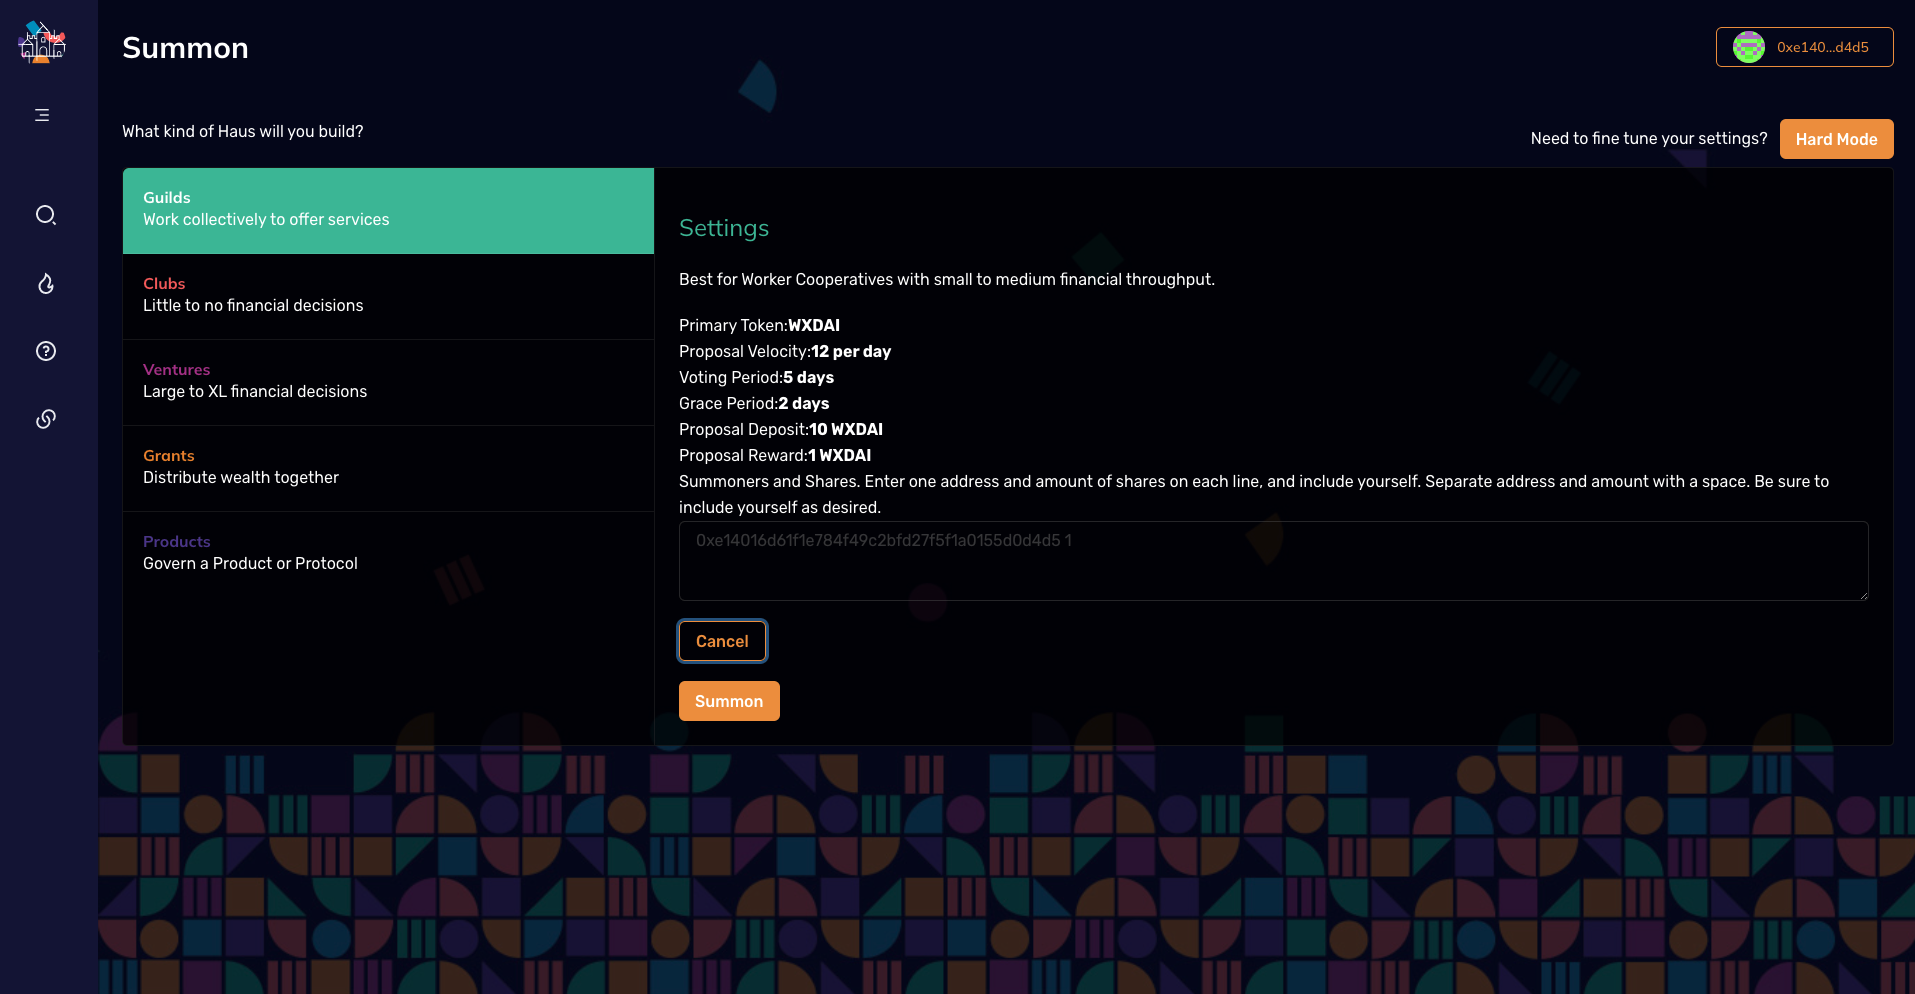 Summon
0xe140...d4d5
What kind of Haus will you build?
Need to fine tune your settings?
Hard Mode
Guilds
Work collectively to offer services
Clubs
Little to no financial decisions
Ventures
Large to XL financial decisions
Grants
Distribute wealth together
Products
Govern a Product or Protocol
Settings
Best for Worker Cooperatives with small to medium financial throughput.
Primary Token:WXDAI
Proposal Velocity:12 per day
Voting Period:5 days
Grace Period:2 days
Proposal Deposit:10 WXDAI
Proposal Reward:1 WXDAI
Summoners and Shares. Enter one address and amount of shares on each line, and include yourself. Separate address and amount with a space. Be sure to
include yourself as desired.
0xe14016d61f1e784f49c2bfd27f5f1a0155d0d4d5 1
Cancel
Summon